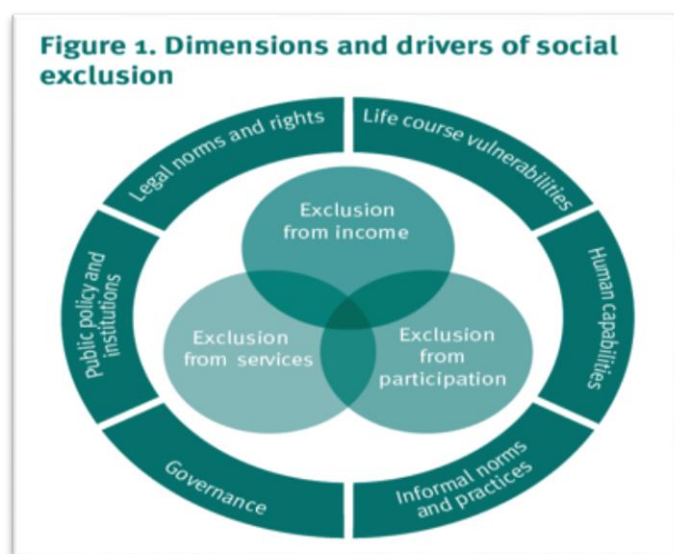 Figure 1. Dimensions and drivers of social
exclusion
Legal norms and rights
Life course vulnerabilities
Exclusion
from income
Public policy and
institutions
Human capabilities
Exclusion
from services
Exclusion
from
participation
Governance
Informal norms
and practices